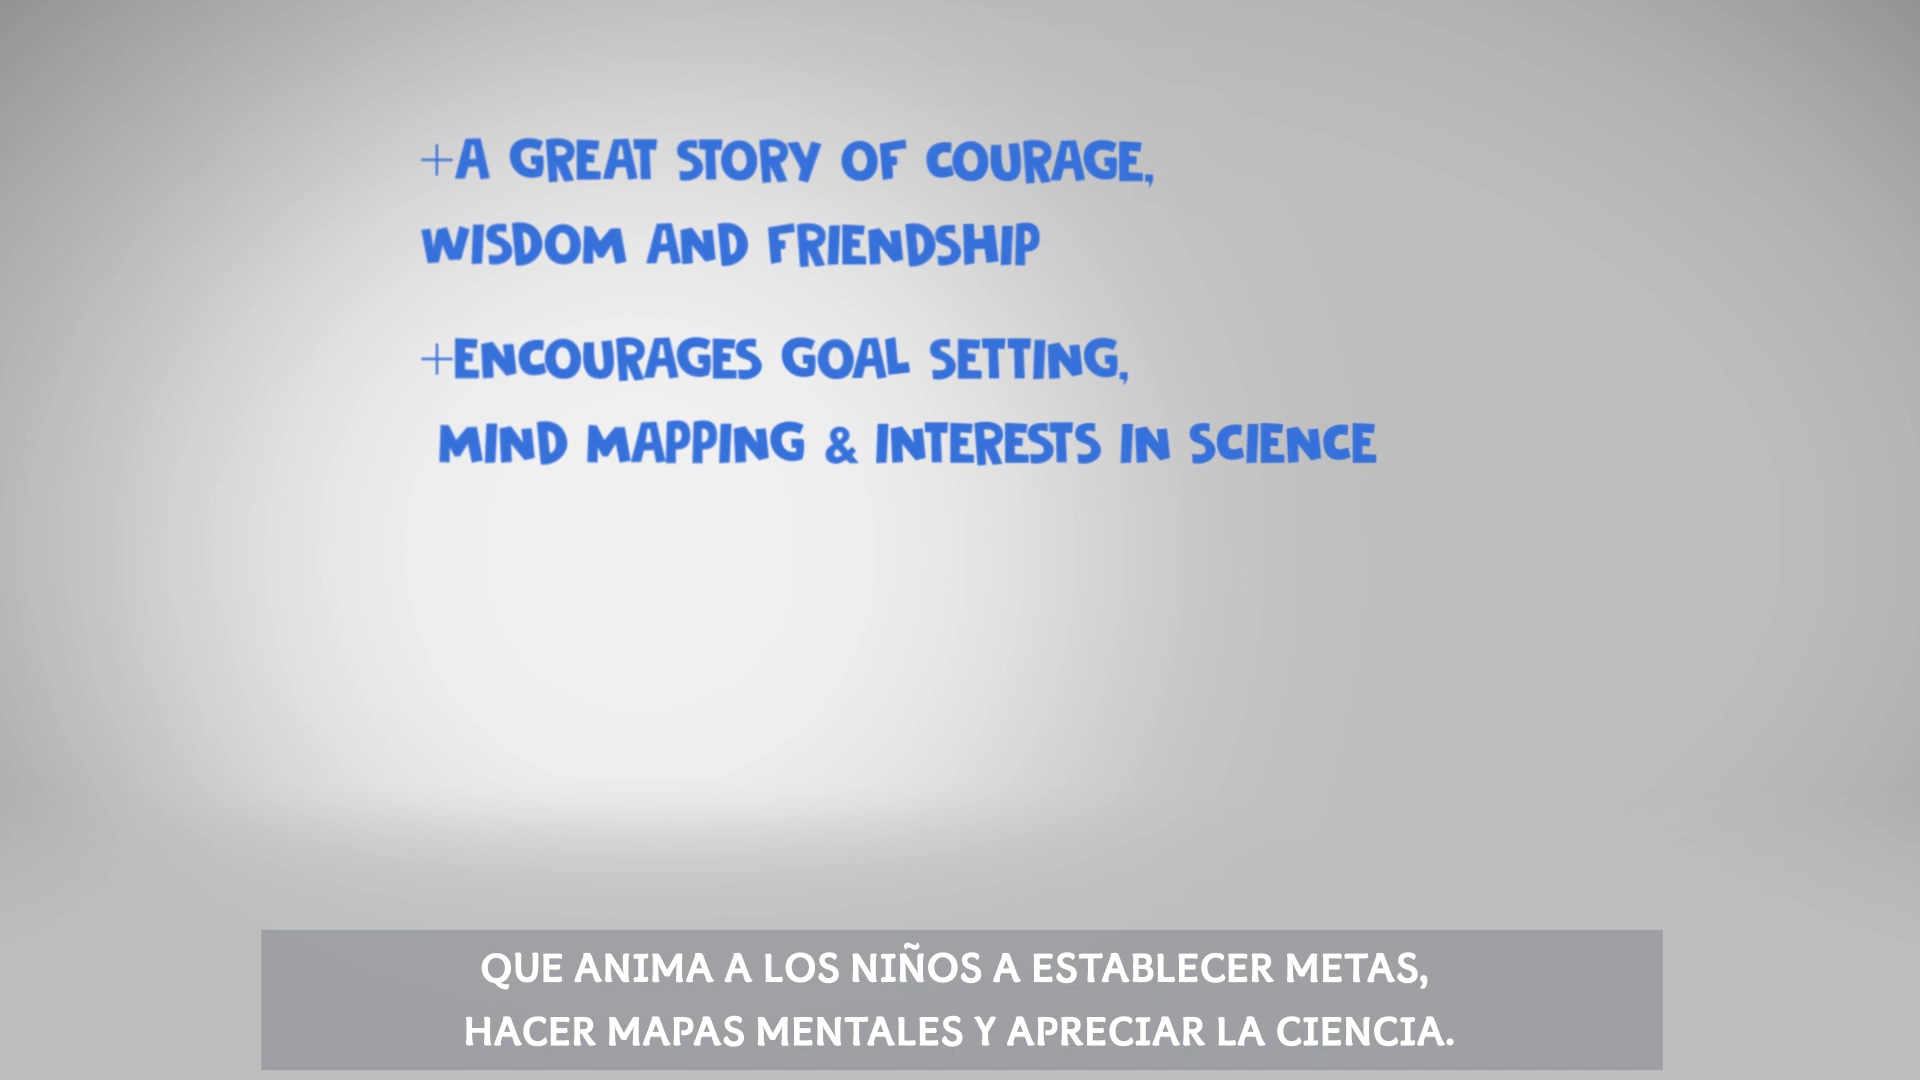 +A GREAT STORY OF COURAGE,
WISDOM AND FRIENDSHIP
+ENCOURAGES GOAL SETTING,
MIND MAPPING & INTERESTS IN SCIENCE
QUE ANIMA A LOS NIÑOS A ESTABLECER METAS,
HACER MAPAS MENTALES Y APRECIAR LA CIENCIA.